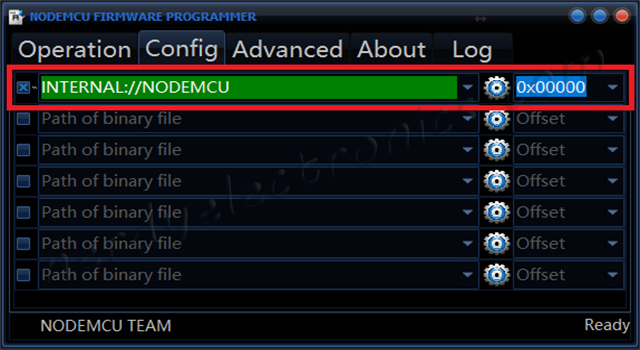 NODEMCU FIRMWARE PROGRAMMER
Operation Config Advanced About Log
INTERNAL://NODEMCU 0x00000
Path of binary file Offset
Path of binary file Offset
Path of binary file Offset
Path of binary file Offset
Path of binary file Offset
Path of binary file Offset
NODEMCU TEAM Ready